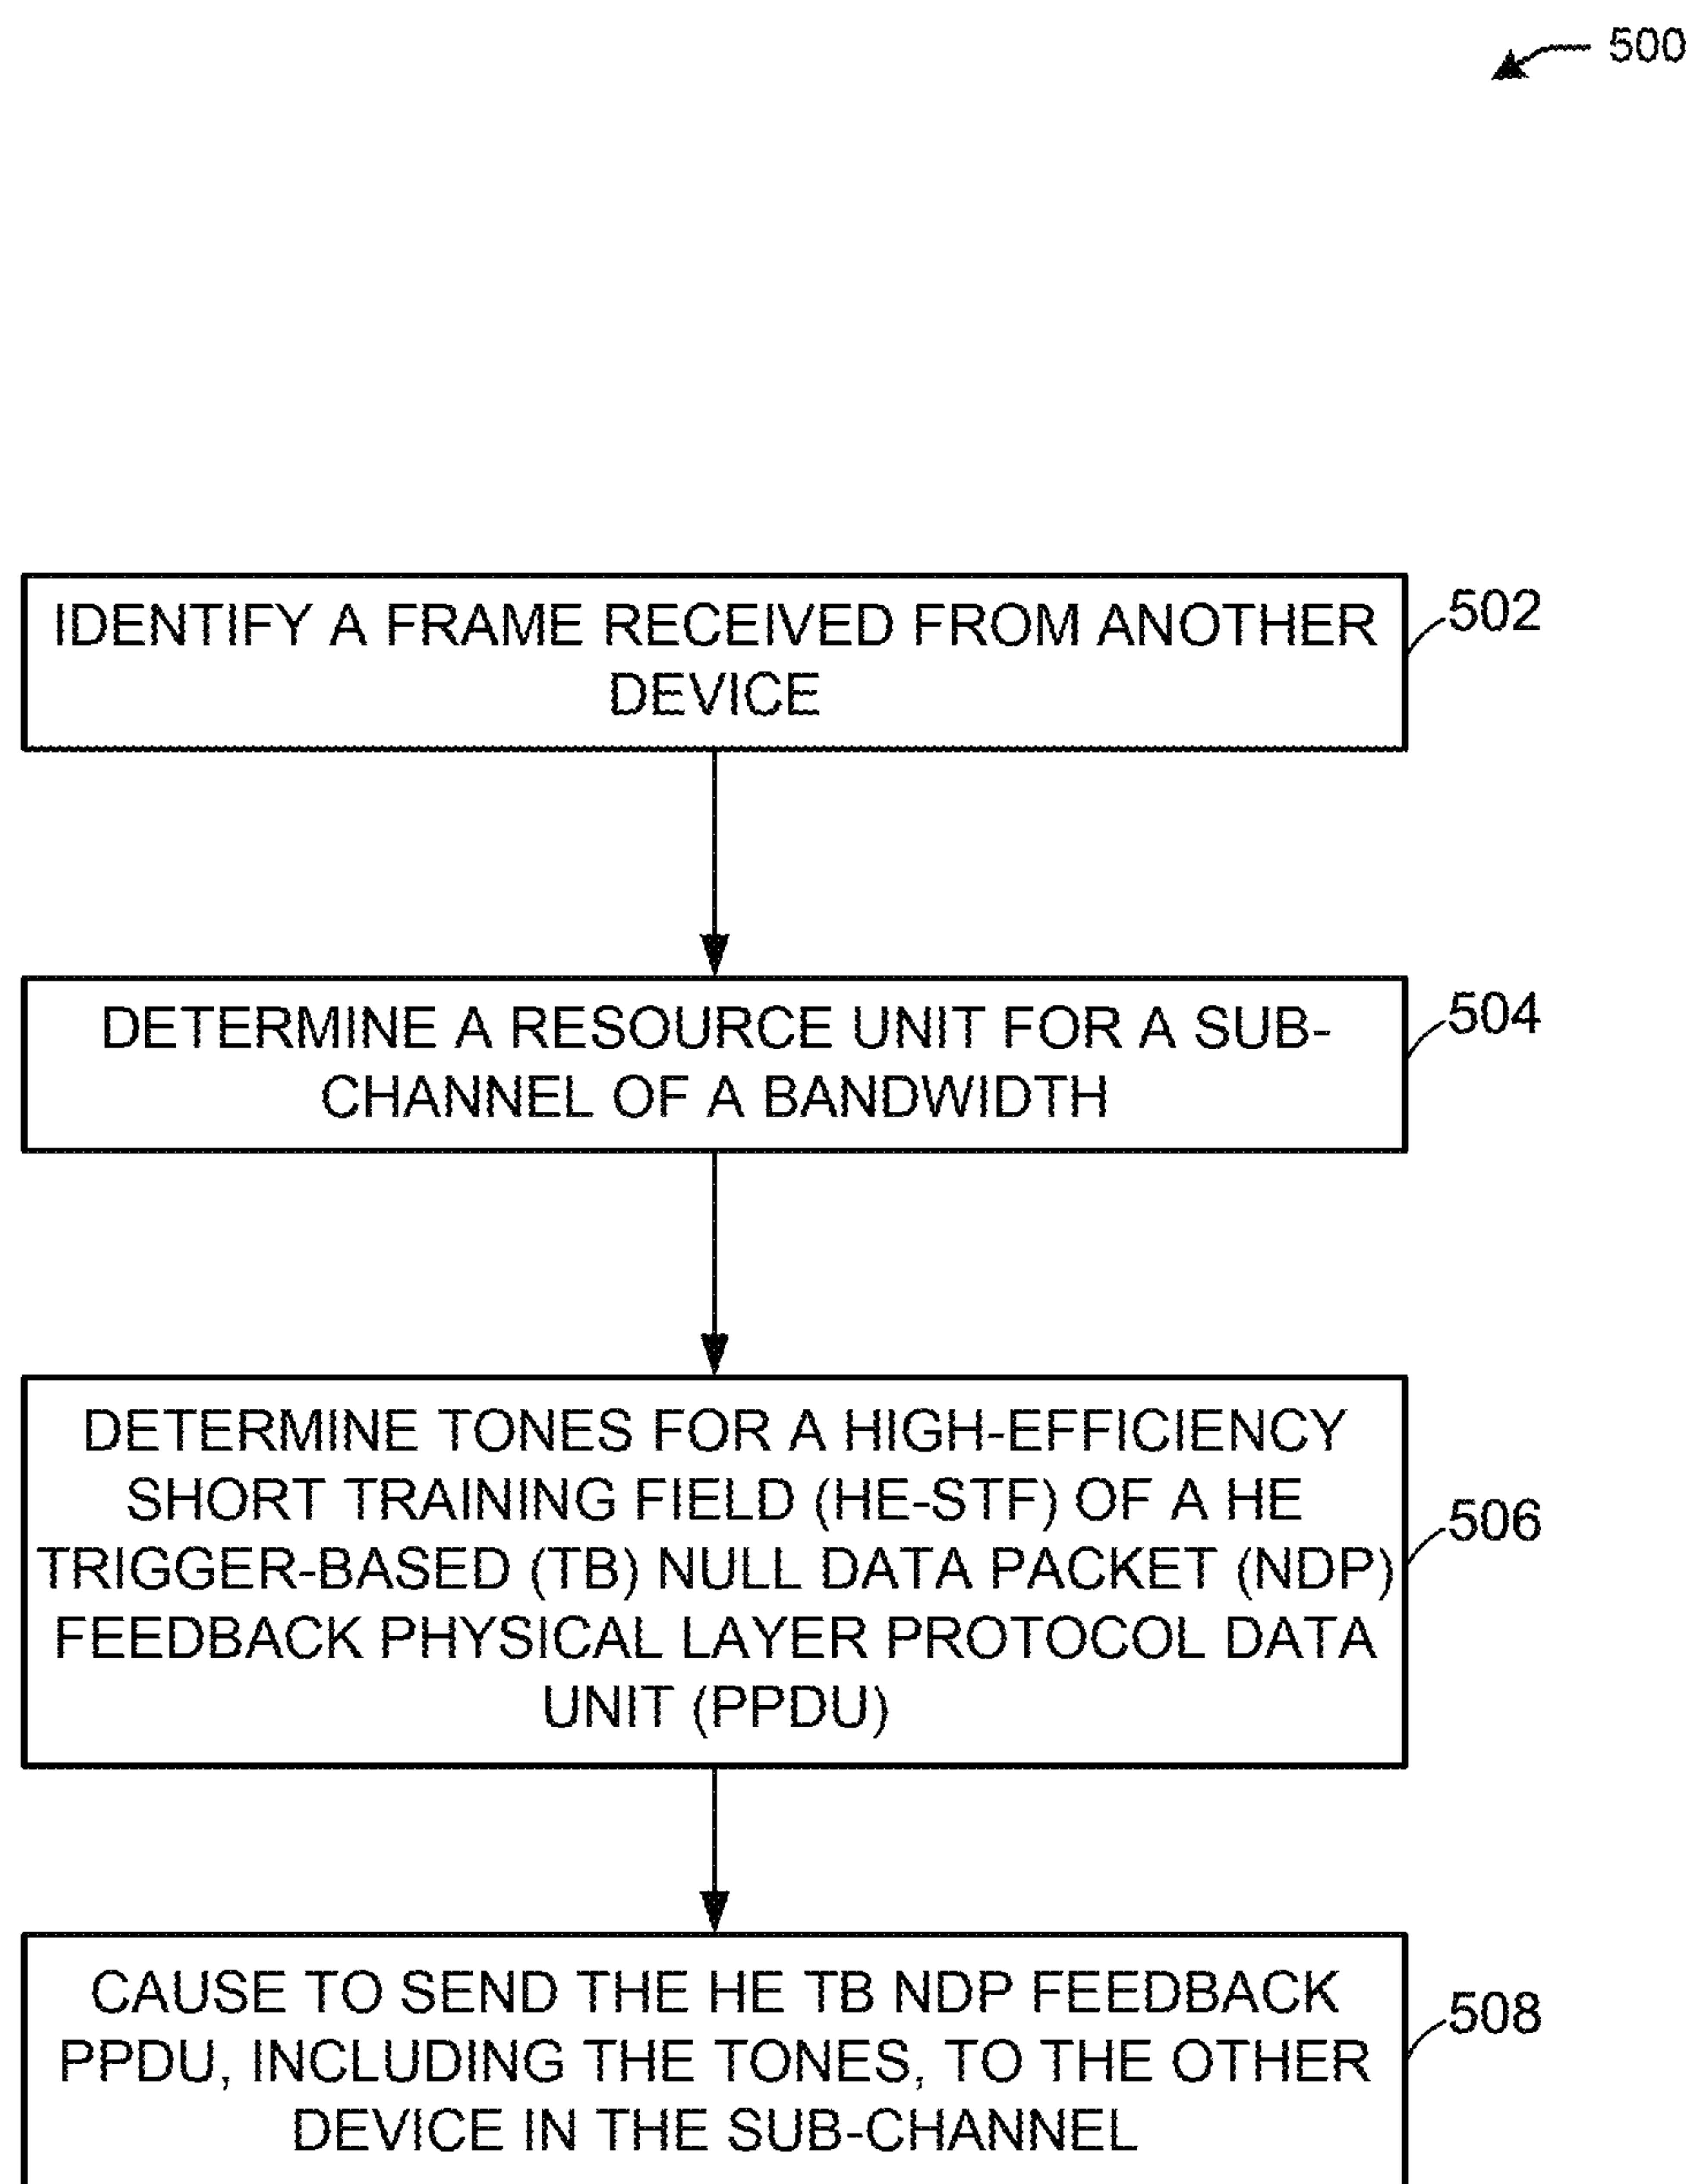 500
IDENTIFY A FRAME RECEIVED FROM ANOTHER
DEVICE
502
DETERMINE A RESOURCE UNIT FOR A SUB-
CHANNEL OF A BANDWIDTH
504
DETERMINE TONES FOR A HIGH-EFFICIENCY
SHORT TRAINING FIELD (HE-STF) OF A HE
TRIGGER-BASED (TB) NULL DATA PACKET (NDP)
FEEDBACK PHYSICAL LAYER PROTOCOL DATA
UNIT (PPDU)
506
CAUSE TO SEND THE HE TB NDP FEEDBACK
PPDU, INCLUDING THE TONES, TO THE OTHER
DEVICE IN THE SUB-CHANNEL
508